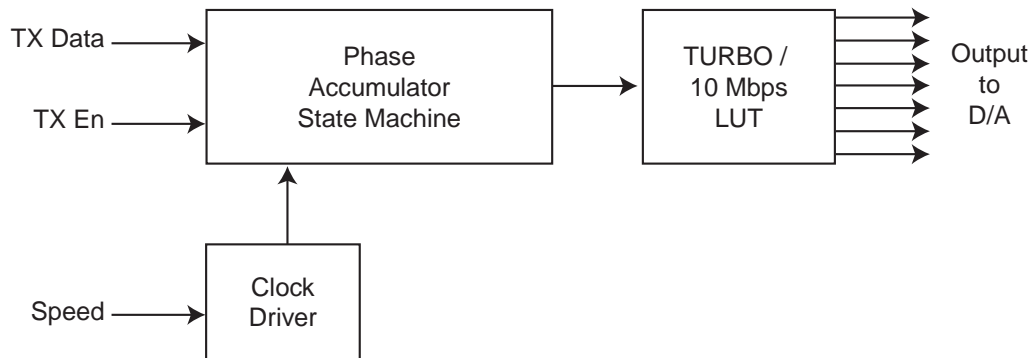 TX Data
TX En
Phase
Accumulator
State Machine
TURBO /
10 Mbps
LUT
Output
to
D/A
Speed
Clock
Driver